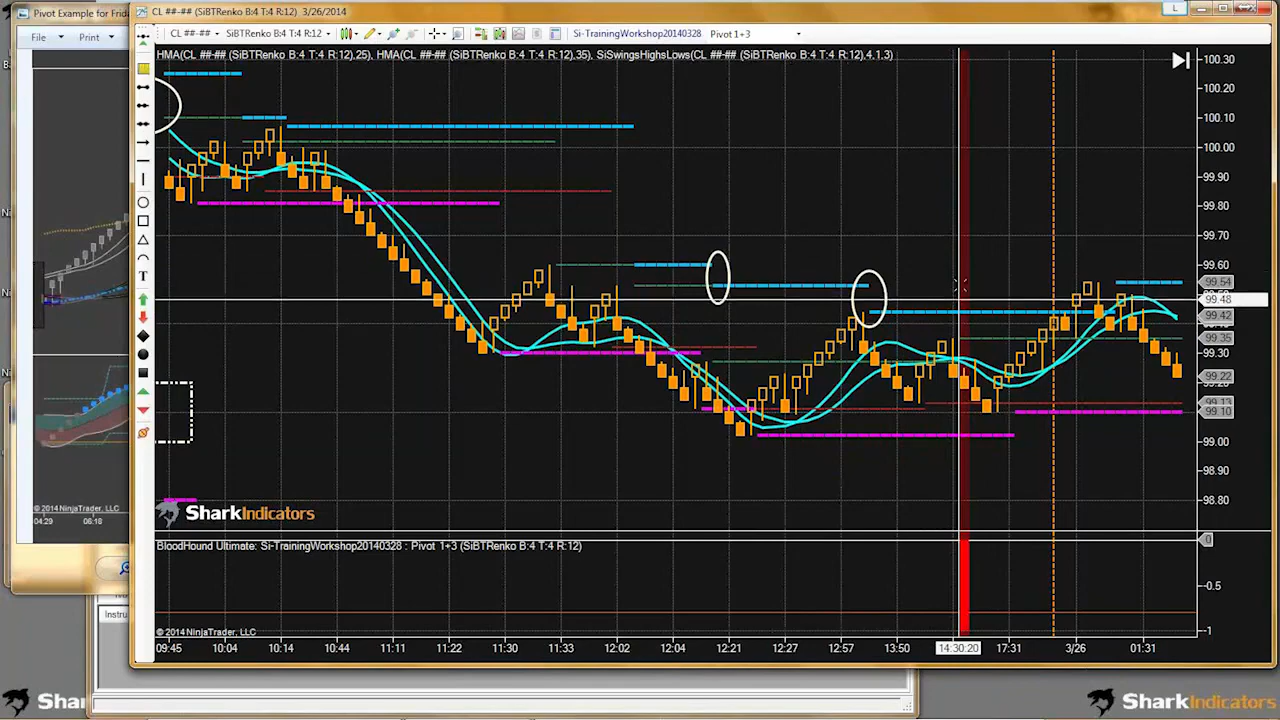 Pivot Example for Frida
CL ##-## (SiBTRenko B:4 T:4 R:12) 3/26/2014
File
Print
CL ##-##
SiBTRenko B:4 T:4 R:12
Si-TrainingWorkshop20140328
Pivot 1+3
HMA(CL ##-## (SiBTRenko B:4 T:4 R:12),25), HMA(CL ##-## (SiBTRenko B:4 T:4 R:12),35), SiSwingsHighsLows(CL ##-## (SiBTRenko B:4 T:4 R:12),4,1,3)
100.30
100.20
100.10
100.00
99.90
99.80
99.70
99.60
99.54
99.48
99.42
99.35
99.30
99.22
99.13
99.10
99.00
98.90
98.80
T
SharkIndicators
BloodHound Ultimate: Si-TrainingWorkshop20140328 : Pivot 1+3 (SiBTRenko B:4 T:4 R:12)
0
-0.5
-1
© 2014 NinjaTrader, LLC
09:45 10:04 10:14 10:44 11:11 11:22 11:30 11:33 12:02 12:04 12:21 12:27 12:57 13:50 14:30:20 17:31 3/26 01:31
© 2014 NinjaTrader, LLC
04:29 06:18
Instru
Shar
SharkIndicators